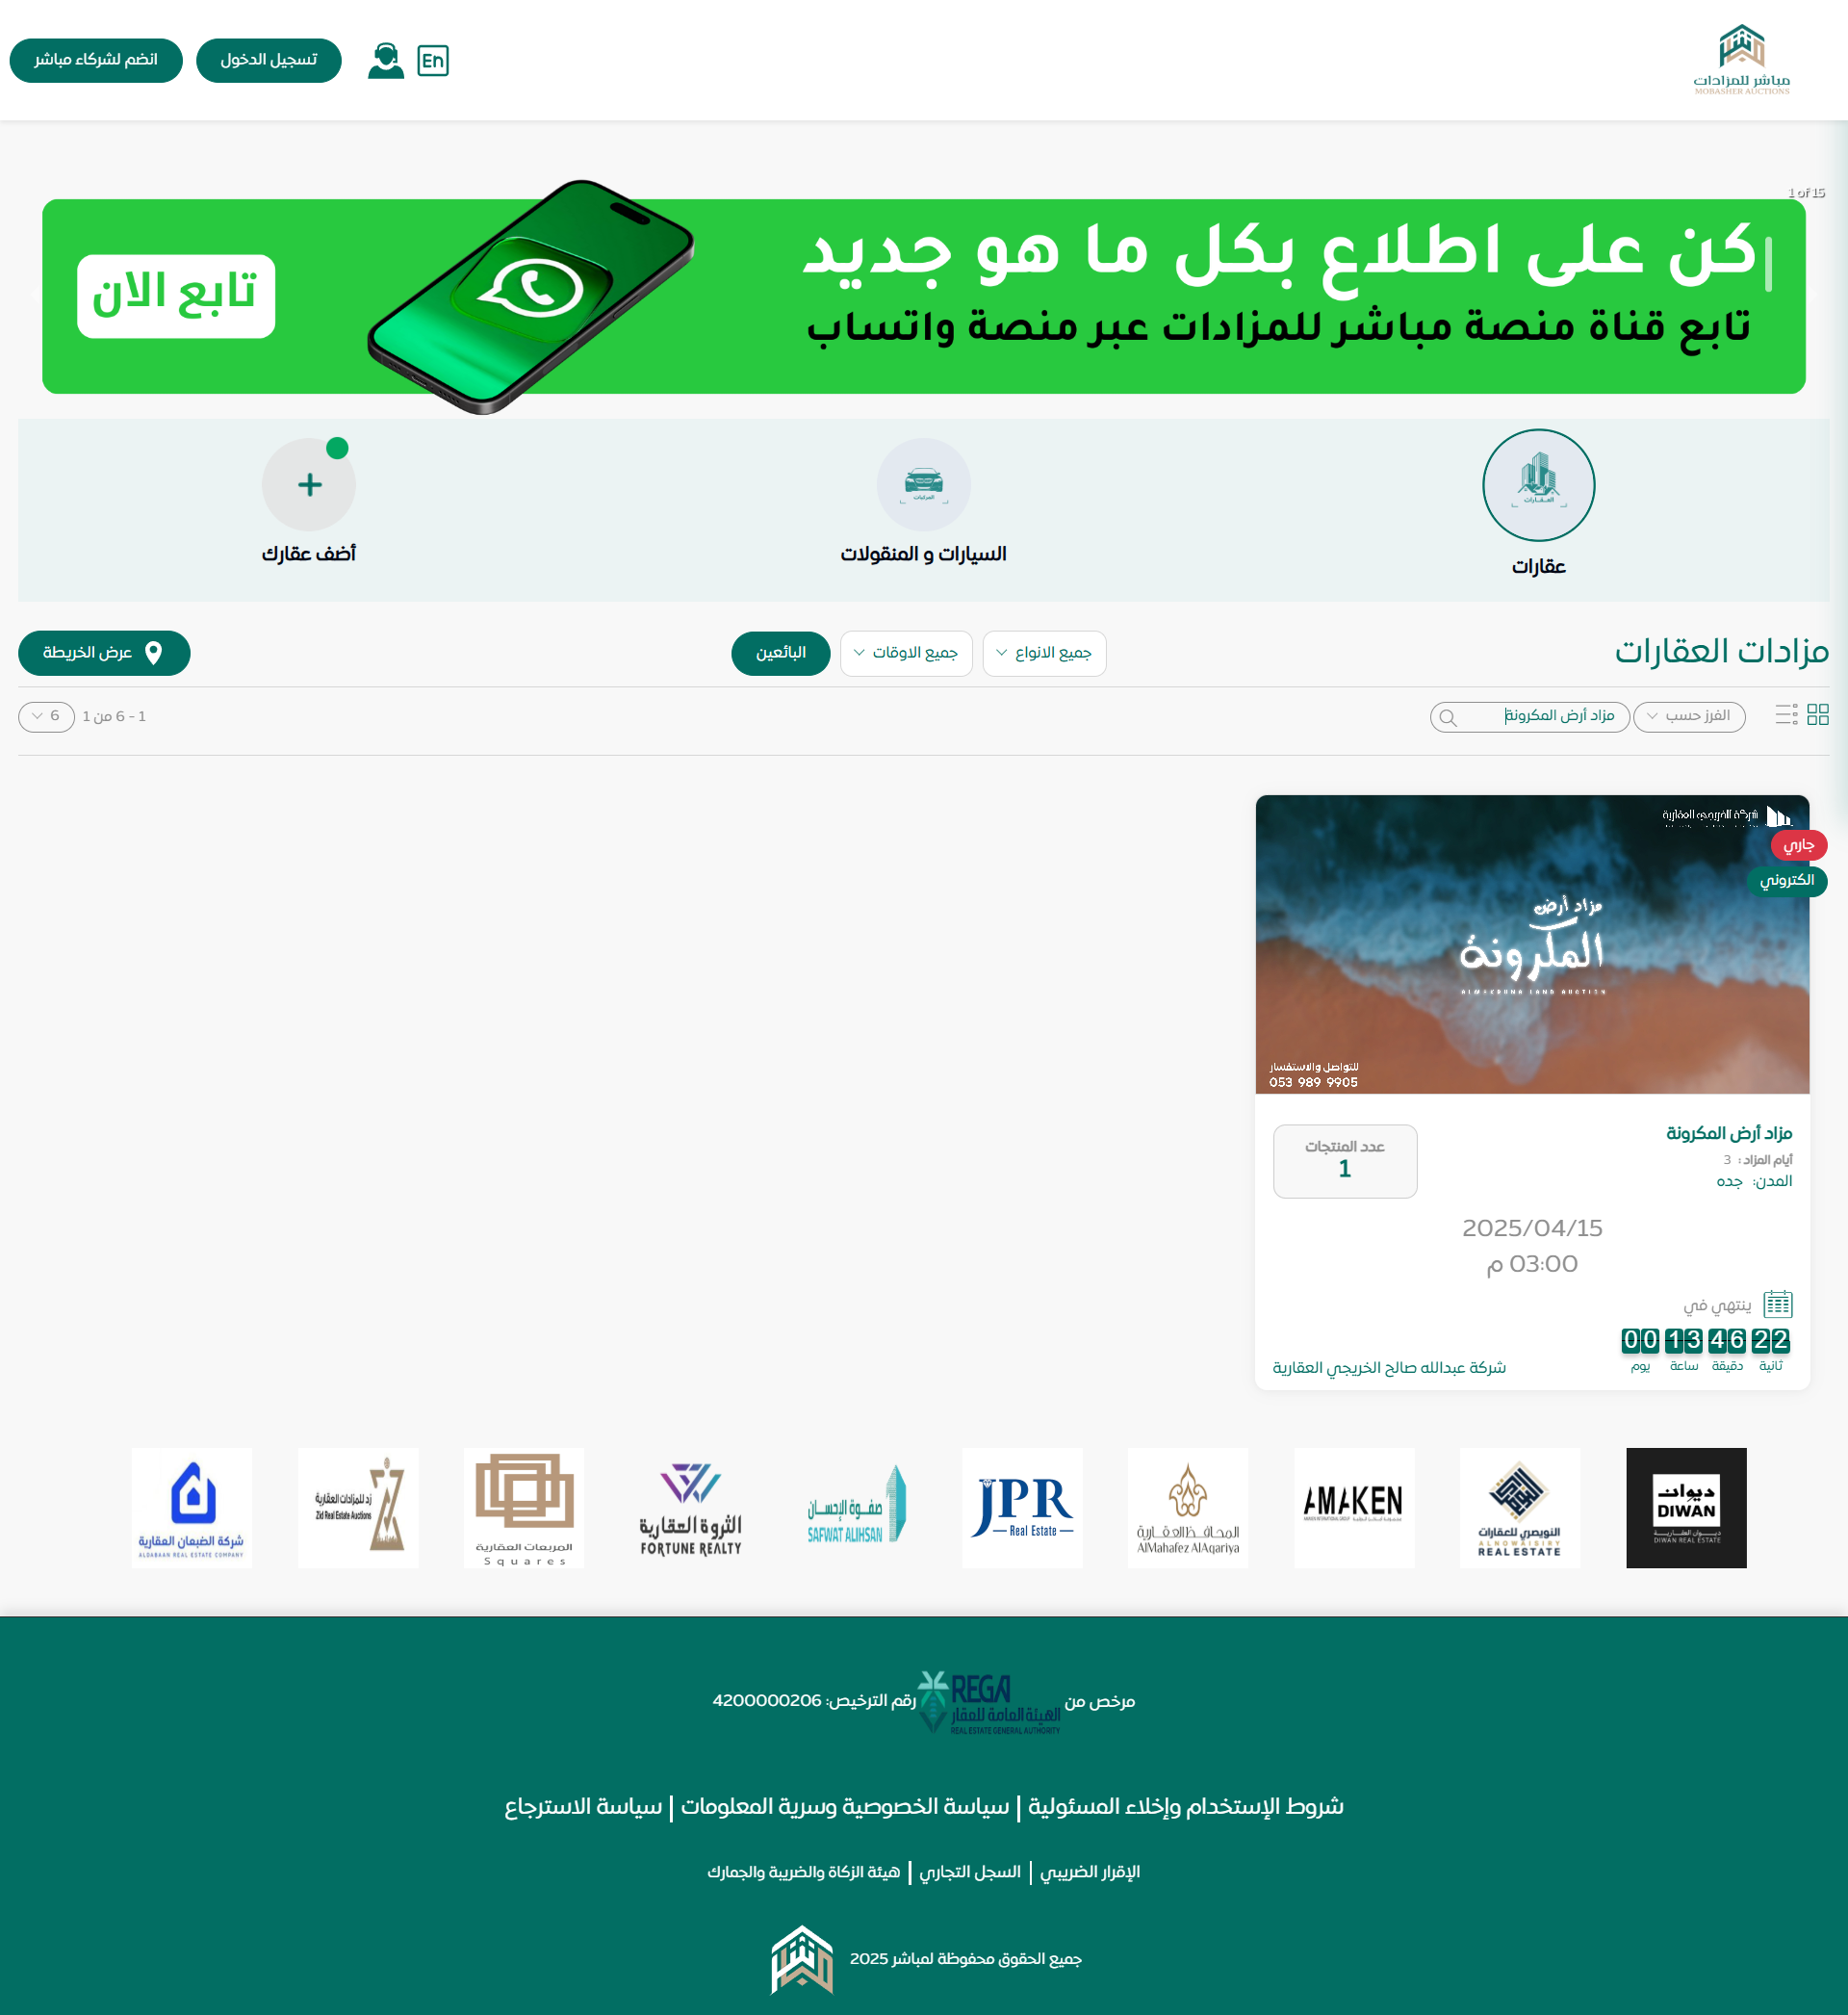 مباشر للمزادات
MOBASHER AUCTIONS
En
تسجيل الدخول
انضم لشركاء مباشر
1 of 15
كن على اطلاع بكل ما هو جديد
تابع قناة منصة مباشر للمزادات عبر منصة واتساب
تابع الان
العقارات
عقارات
المركبات
السيارات و المنقولات
أضف عقارك
مزادات العقارات
جميع الانواع
جميع الاوقات
البائعين
عرض الخريطة
الفرز حسب
مزاد أرض المكرونة
1 - 6 من 1
6
شركة الخريجي العقارية
جاري
الكتروني
مزاد أرض
المكرونة
ALMAKRUNA LAND AUCTION
للتواصل والاستفسار
053 989 9905
مزاد أرض المكرونة
أيام المزاد : 3
المدن: جده
عدد المنتجات
1
2025/04/15
03:00 م
ينتهي في
00 13 46 22
يوم ساعة دقيقة ثانية
شركة عبدالله صالح الخريجي العقارية
ديوان
DIWAN
ديوان العقارية
DIWAN REAL ESTATE
النويصري للعقارات
ALNOWAISIRY
REAL ESTATE
AMAKEN
المحافظ العقارية
AlMahafez AlAqariya
JPR
Real Estate
صفوة الإحسان
SAFWAT ALIHSAN
الثروة العقارية
FORTUNE REALTY
المربعات العقارية
Squares
زد للمزادات العقارية
Zid Real Estate Auctions
شركة الضبعان العقارية
ALDABAAN REAL ESTATE COMPANY
مرخص من
REGA
الهيئة العامة للعقار
REAL ESTATE GENERAL AUTHORITY
رقم الترخيص: 4200000206
شروط الإستخدام وإخلاء المسئولية | سياسة الخصوصية وسرية المعلومات | سياسة الاسترجاع
الإقرار الضريبي | السجل التجاري | هيئة الزكاة والضريبة والجمارك
جميع الحقوق محفوظة لمباشر 2025